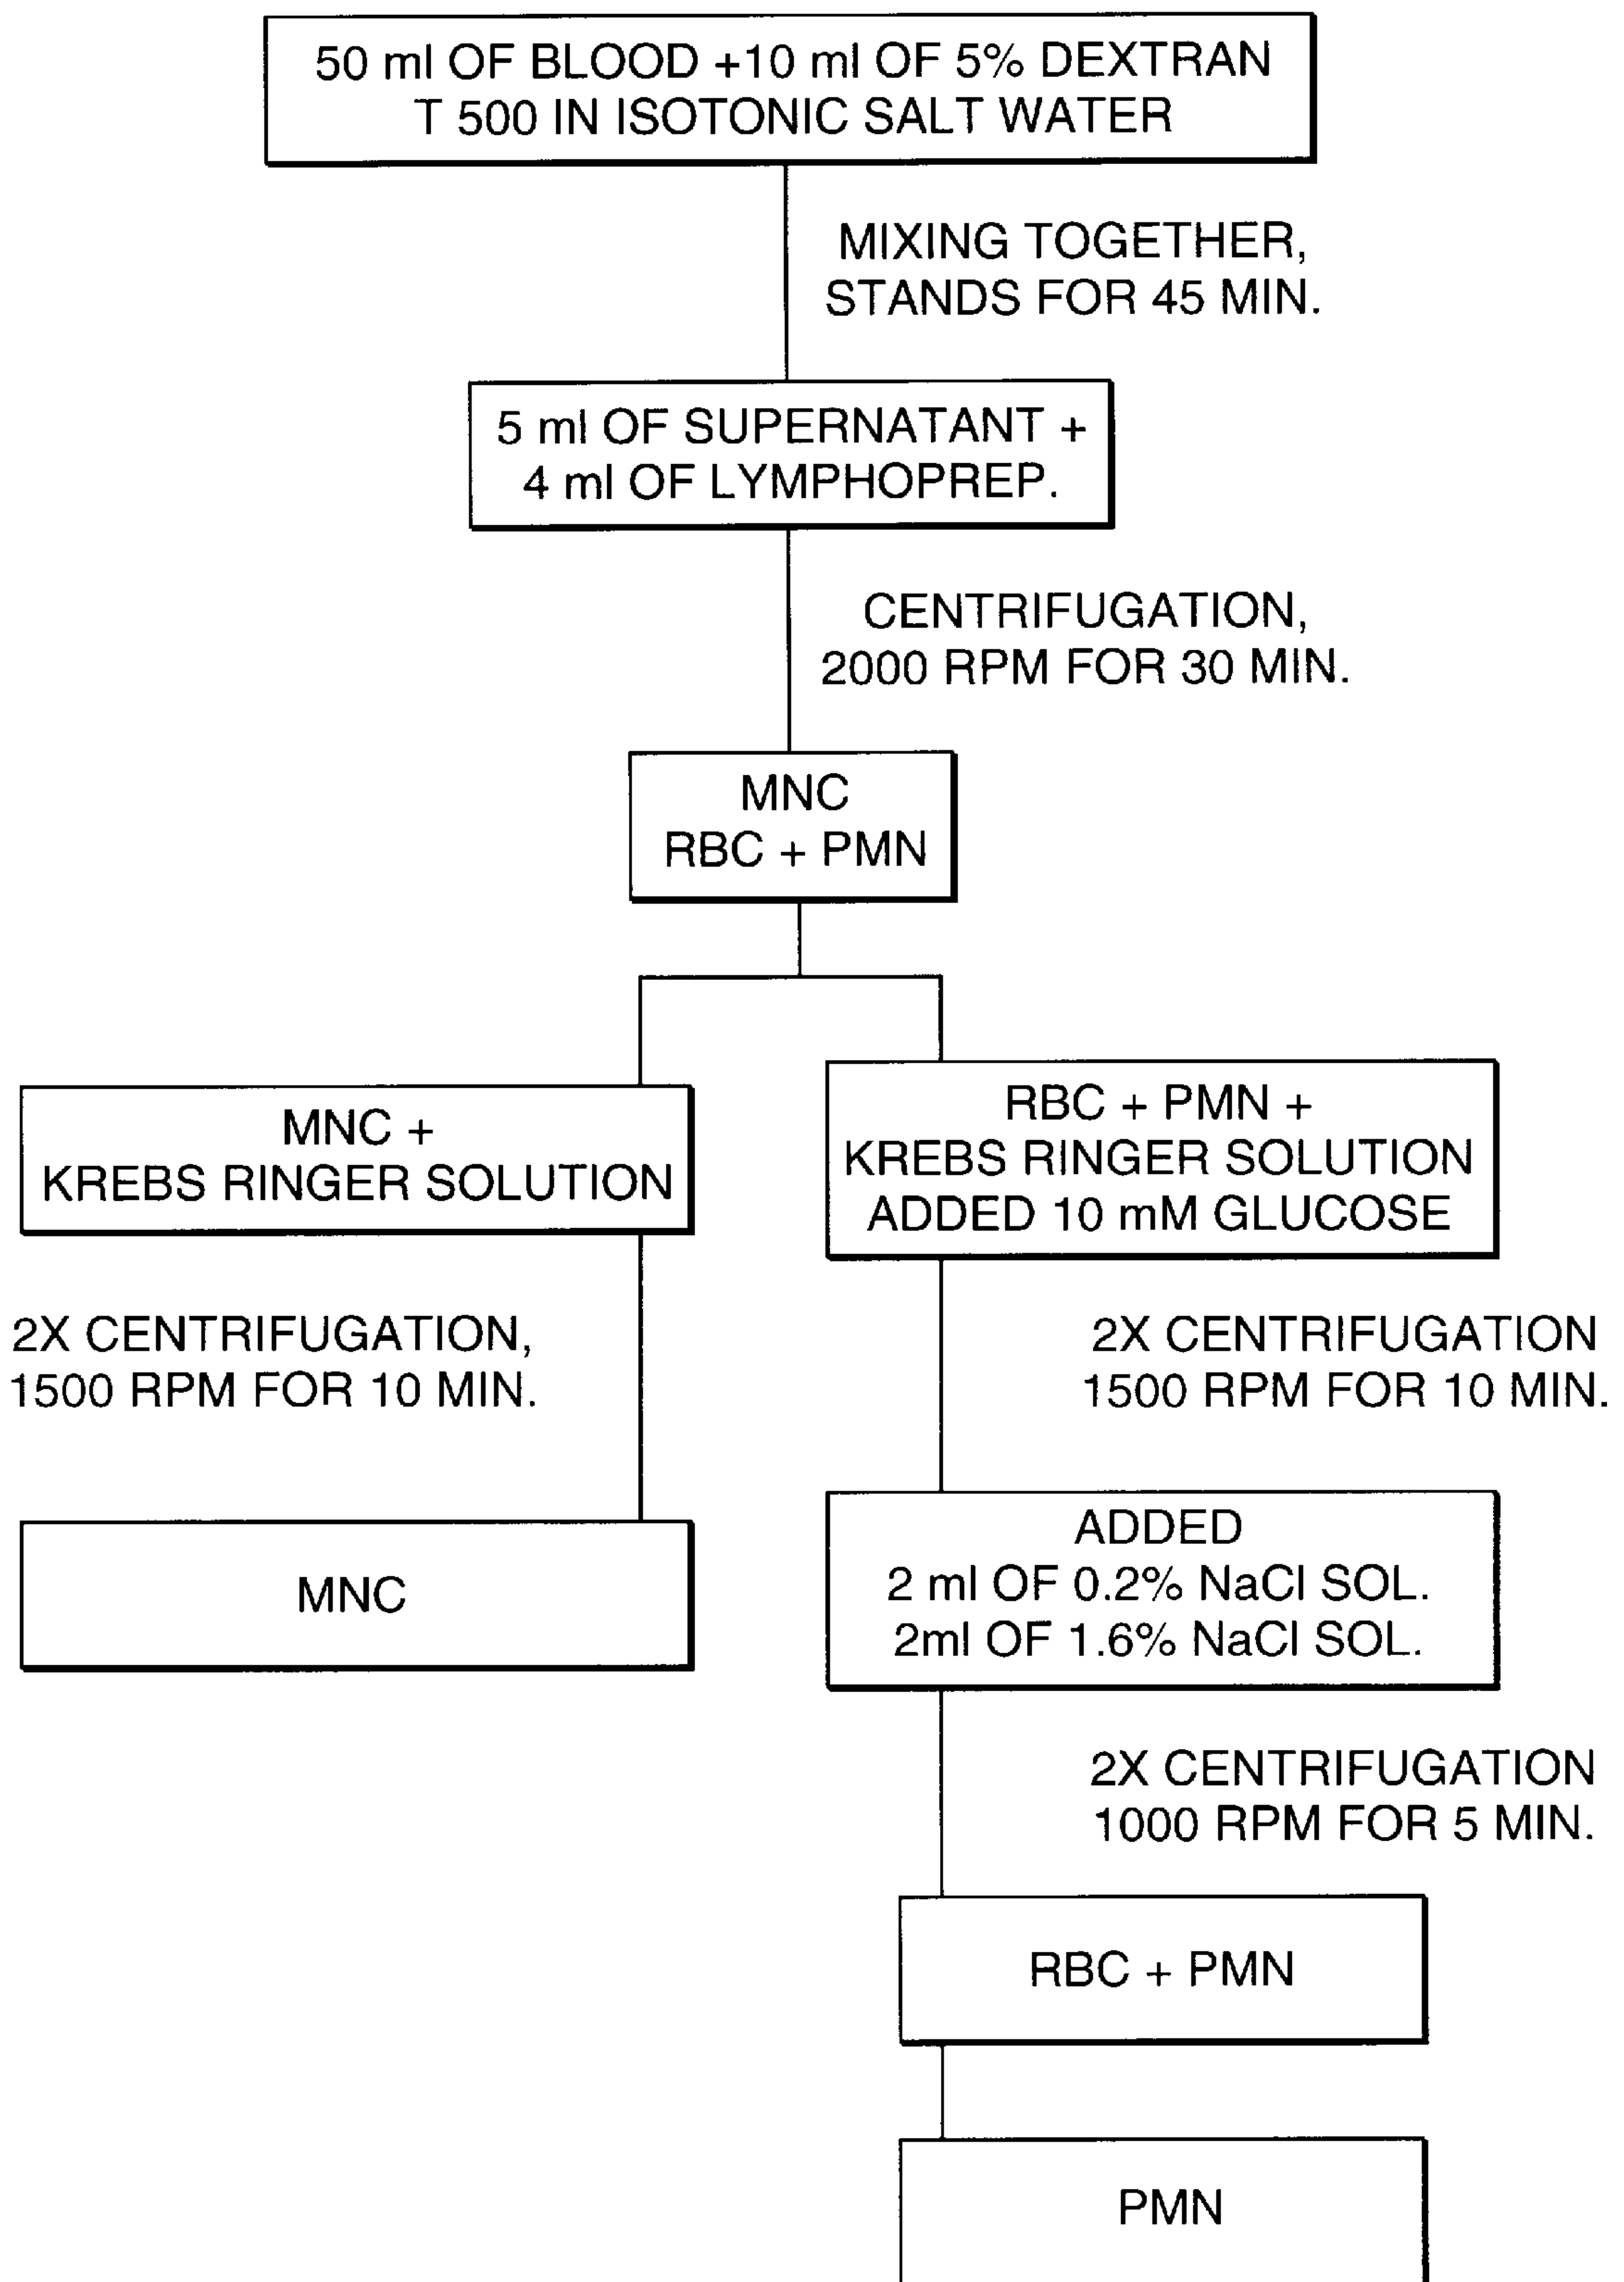 50 ml OF BLOOD +10 ml OF 5% DEXTRAN
T 500 IN ISOTONIC SALT WATER
MIXING TOGETHER,
STANDS FOR 45 MIN.
5 ml OF SUPERNATANT +
4 ml OF LYMPHOPREP.
CENTRIFUGATION,
2000 RPM FOR 30 MIN.
MNC
RBC + PMN
MNC +
KREBS RINGER SOLUTION
RBC + PMN +
KREBS RINGER SOLUTION
ADDED 10 mM GLUCOSE
2X CENTRIFUGATION,
1500 RPM FOR 10 MIN.
2X CENTRIFUGATION
1500 RPM FOR 10 MIN.
MNC
ADDED
2 ml OF 0.2% NaCl SOL.
2ml OF 1.6% NaCl SOL.
2X CENTRIFUGATION
1000 RPM FOR 5 MIN.
RBC + PMN
PMN